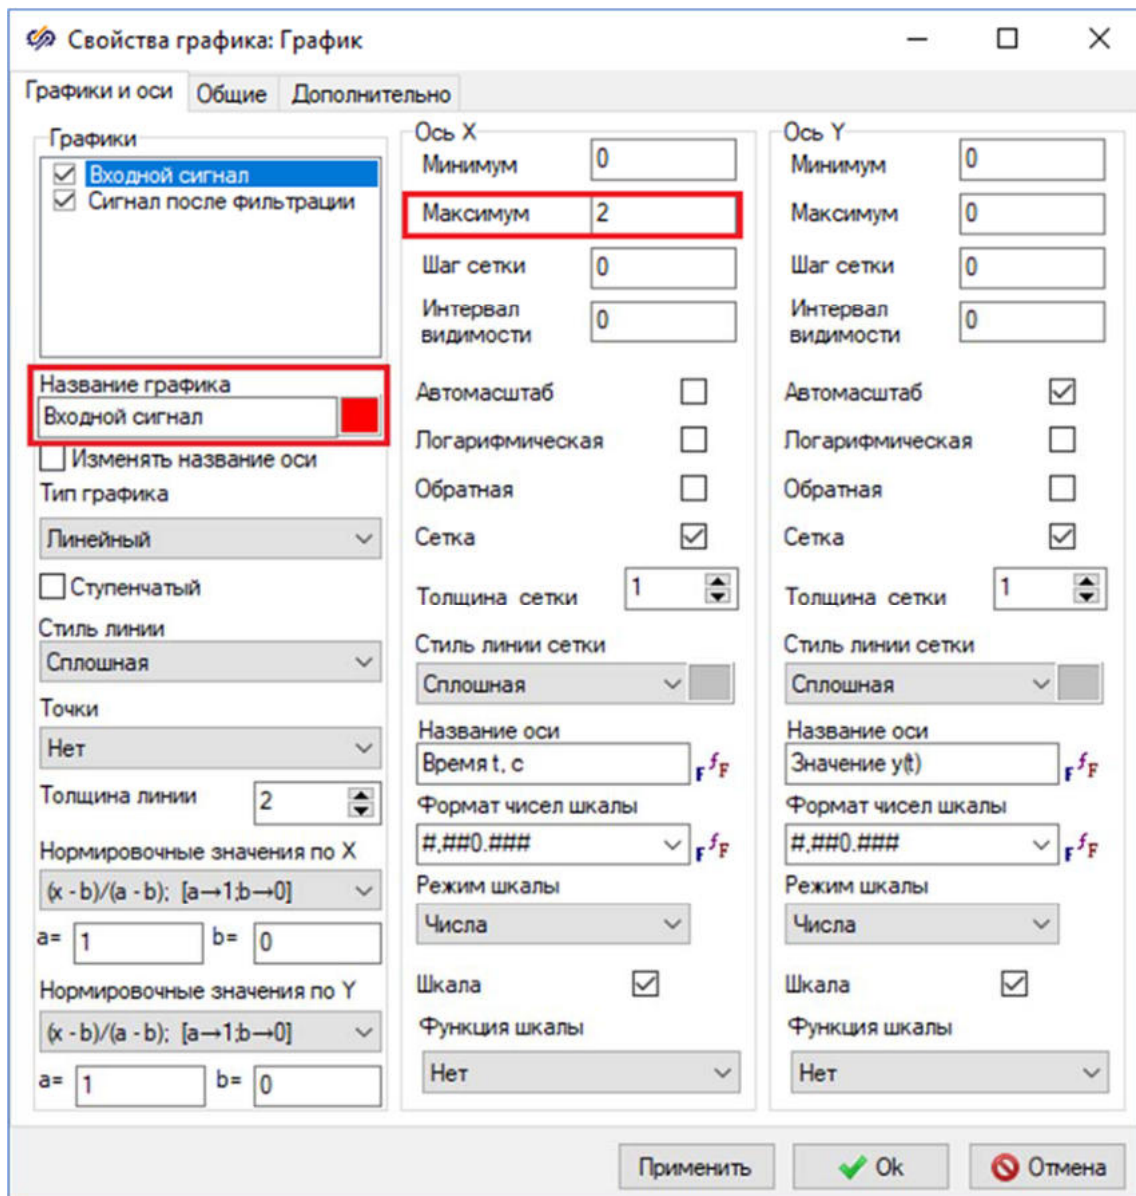 Свойства графика: График
Графики и оси Общие Дополнительно
Графики
Входной сигнал
Сигнал после фильтрации
Название графика
Входной сигнал
Изменять название оси
Тип графика
Линейный
Ступенчатый
Стиль линии
Сплошная
Точки
Нет
Толщина линии 2
Нормировочные значения по X
(x - b)/(a - b); [a→1;b→0]
a= 1 b= 0
Нормировочные значения по Y
(x - b)/(a - b); [a→1;b→0]
a= 1 b= 0
Ось X
Минимум 0
Максимум 2
Шаг сетки 0
Интервал
видимости 0
Автомасштаб
Логарифмическая
Обратная
Сетка
Толщина сетки 1
Стиль линии сетки
Сплошная
Название оси
Время t, с
F f F
Формат чисел шкалы
#,##0.###
F f F
Режим шкалы
Числа
Шкала
Функция шкалы
Нет
Ось Y
Минимум 0
Максимум 0
Шаг сетки 0
Интервал
видимости 0
Автомасштаб
Логарифмическая
Обратная
Сетка
Толщина сетки 1
Стиль линии сетки
Сплошная
Название оси
Значение y(t)
F f F
Формат чисел шкалы
#,##0.###
F f F
Режим шкалы
Числа
Шкала
Функция шкалы
Нет
Применить Ok Отмена